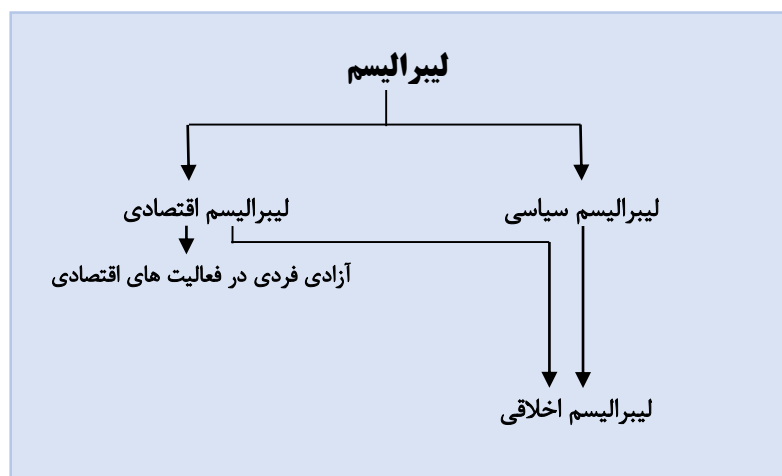 لیبرالیسم
لیبرالیسم سیاسی
لیبرالیسم اقتصادی
آزادی فردی در فعالیت های اقتصادی
لیبرالیسم اخلاقی